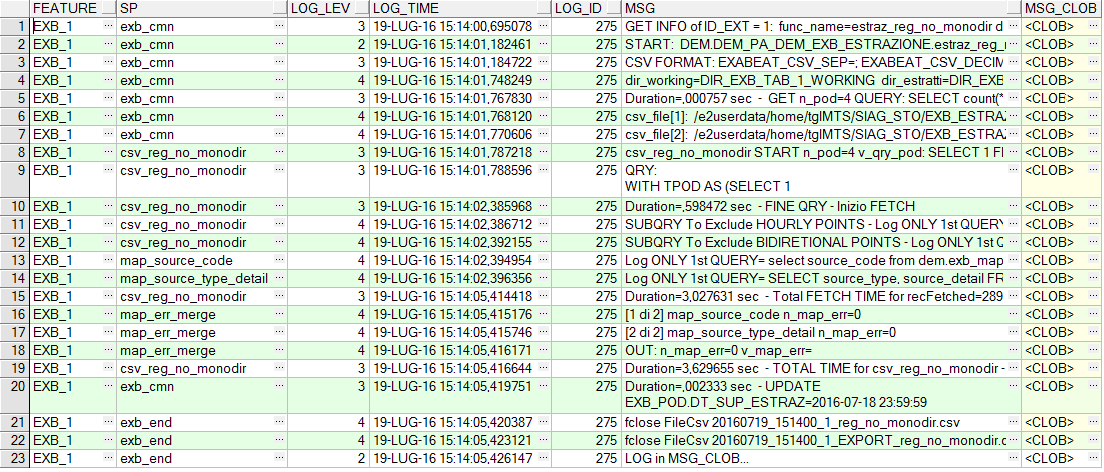 FEATURE SP LOG_LEV LOG_TIME LOG_ID MSG MSG_CLOB
1 EXB_1 exb_cmn 3 19-LUG-16 15:14:00,695078 275 GET INFO of ID_EXT = 1: func_name=estraz_reg_no_monodir d <CLOB>
2 EXB_1 exb_cmn 2 19-LUG-16 15:14:01,182461 275 START: DEM.DEM_PA_DEM_EXB_ESTRAZIONE.estraz_reg_ <CLOB>
3 EXB_1 exb_cmn 3 19-LUG-16 15:14:01,184722 275 CSV FORMAT: EXABEAT_CSV_SEP=; EXABEAT_CSV_DECIM <CLOB>
4 EXB_1 exb_cmn 4 19-LUG-16 15:14:01,748249 275 dir_working=DIR_EXB_TAB_1_WORKING dir_estratti=DIR_EXB <CLOB>
5 EXB_1 exb_cmn 3 19-LUG-16 15:14:01,767830 275 Duration=,000757 sec - GET n_pod=4 QUERY: SELECT count(* <CLOB>
6 EXB_1 exb_cmn 4 19-LUG-16 15:14:01,768120 275 csv_file[1]: /e2userdata/home/tglMTS/SIAG_STO/EXB_ESTRA <CLOB>
7 EXB_1 exb_cmn 4 19-LUG-16 15:14:01,770606 275 csv_file[2]: /e2userdata/home/tglMTS/SIAG_STO/EXB_ESTRA <CLOB>
8 EXB_1 csv_reg_no_monodir 3 19-LUG-16 15:14:01,787218 275 csv_reg_no_monodir START n_pod=4 v_qry_pod: SELECT 1 F <CLOB>
9 EXB_1 csv_reg_no_monodir 3 19-LUG-16 15:14:01,788596 275 QRY: <CLOB>
WITH TPOD AS (SELECT 1
10 EXB_1 csv_reg_no_monodir 3 19-LUG-16 15:14:02,385968 275 Duration=,598472 sec - FINE QRY - Inizio FETCH <CLOB>
11 EXB_1 csv_reg_no_monodir 4 19-LUG-16 15:14:02,386712 275 SUBQRY To Exclude HOURLY POINTS - Log ONLY 1st QUERY <CLOB>
12 EXB_1 csv_reg_no_monodir 4 19-LUG-16 15:14:02,392155 275 SUBQRY To Exclude BIDIRETIONAL POINTS - Log ONLY 1st Q <CLOB>
13 EXB_1 map_source_code 4 19-LUG-16 15:14:02,394954 275 Log ONLY 1st QUERY= select source_code from dem.exb_map <CLOB>
14 EXB_1 map_source_type_detail 4 19-LUG-16 15:14:02,396356 275 Log ONLY 1st QUERY= SELECT source_type, source_detail FR <CLOB>
15 EXB_1 csv_reg_no_monodir 3 19-LUG-16 15:14:05,414418 275 Duration=3,027631 sec - Total FETCH TIME for recFetched=289 <CLOB>
16 EXB_1 map_err_merge 4 19-LUG-16 15:14:05,415176 275 [1 di 2] map_source_code n_map_err=0 <CLOB>
17 EXB_1 map_err_merge 4 19-LUG-16 15:14:05,415746 275 [2 di 2] map_source_type_detail n_map_err=0 <CLOB>
18 EXB_1 map_err_merge 4 19-LUG-16 15:14:05,416171 275 OUT: n_map_err=0 v_map_err= <CLOB>
19 EXB_1 csv_reg_no_monodir 3 19-LUG-16 15:14:05,416644 275 Duration=3,629655 sec - TOTAL TIME for csv_reg_no_monodir - <CLOB>
20 EXB_1 exb_cmn 3 19-LUG-16 15:14:05,419751 275 Duration=,002333 sec - UPDATE <CLOB>
EXB_POD.DT_SUP_ESTRAZ=2016-07-18 23:59:59
21 EXB_1 exb_end 4 19-LUG-16 15:14:05,420387 275 fclose FileCsv 20160719_151400_1_reg_no_monodir.csv <CLOB>
22 EXB_1 exb_end 4 19-LUG-16 15:14:05,423121 275 fclose FileCsv 20160719_151400_1_EXPORT_reg_no_monodir.c <CLOB>
23 EXB_1 exb_end 2 19-LUG-16 15:14:05,426147 275 LOG in MSG_CLOB... <CLOB>